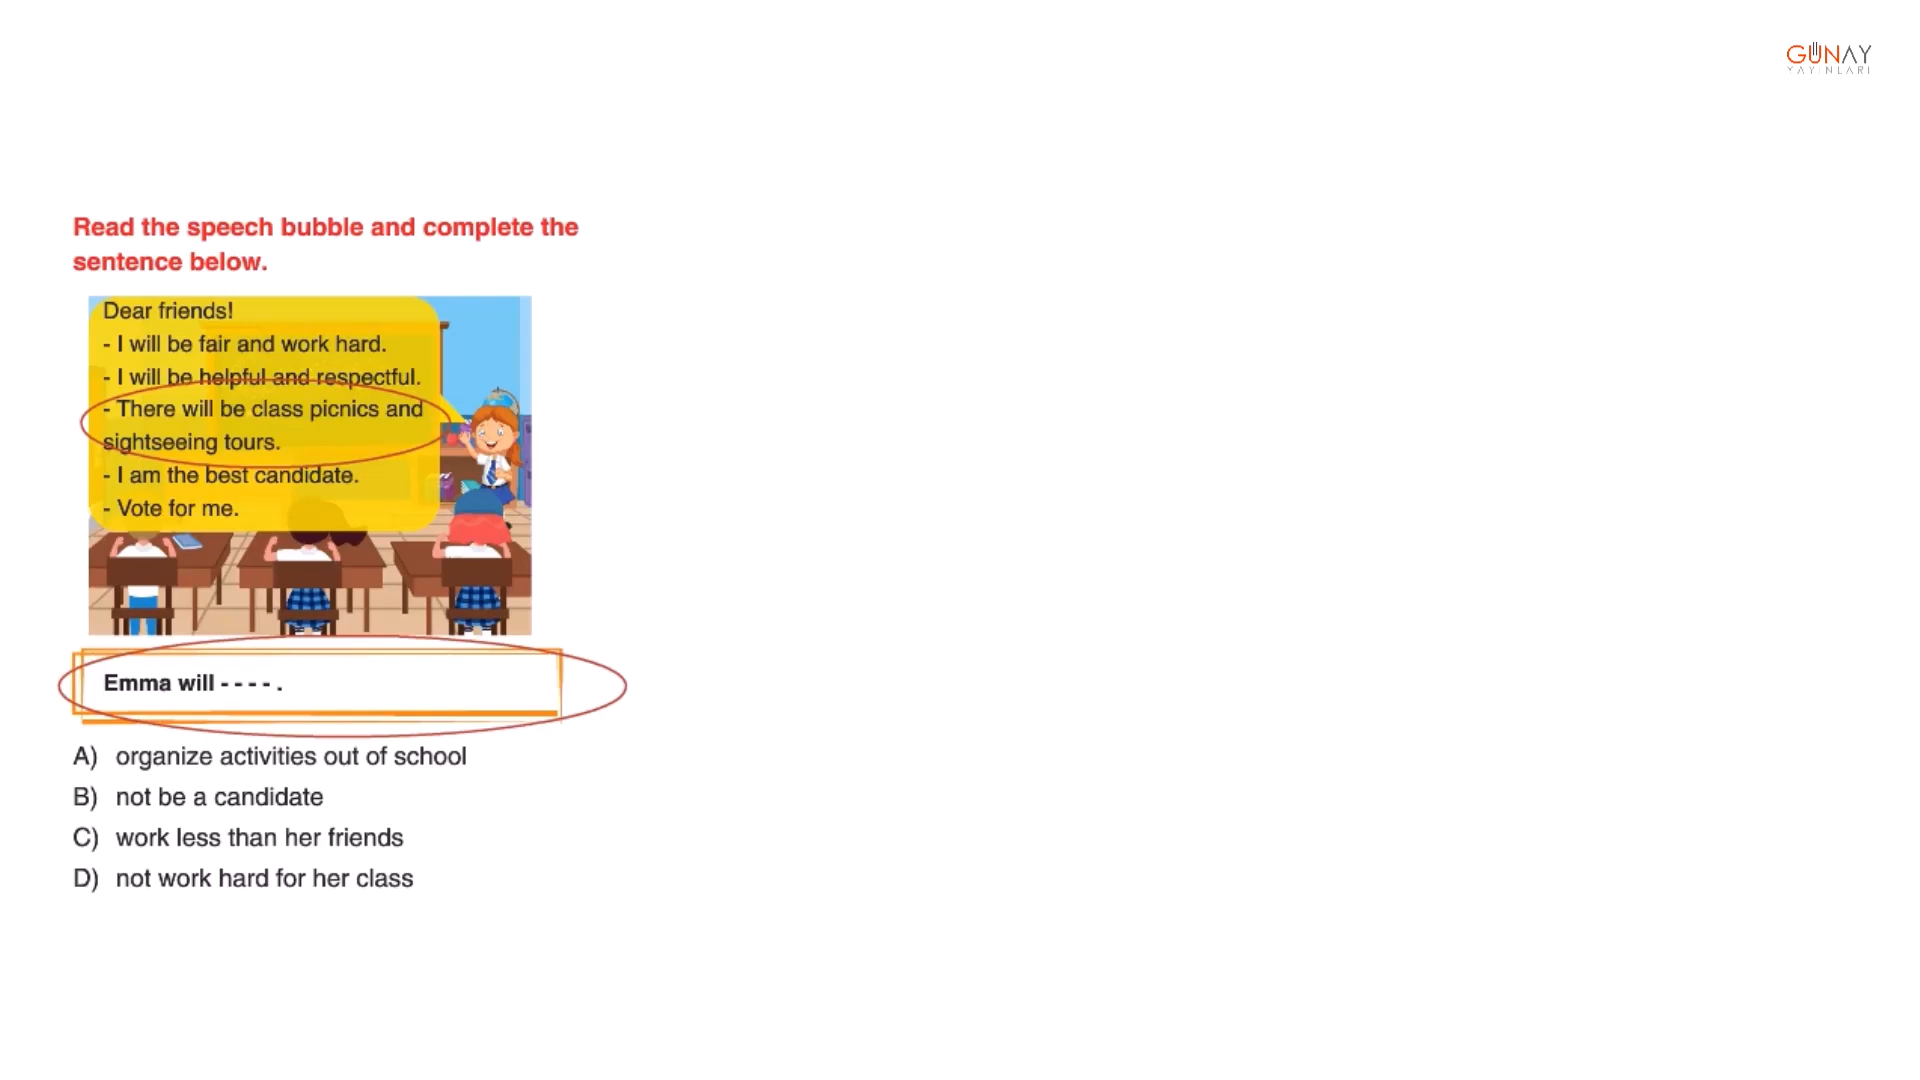 GÜNAY
YAYINLARI
Read the speech bubble and complete the
sentence below.
Dear friends!
- I will be fair and work hard.
- I will be helpful and respectful.
- There will be class picnics and
sightseeing tours.
- I am the best candidate.
- Vote for me.
Emma will - - - - .
A) organize activities out of school
B) not be a candidate
C) work less than her friends
D) not work hard for her class